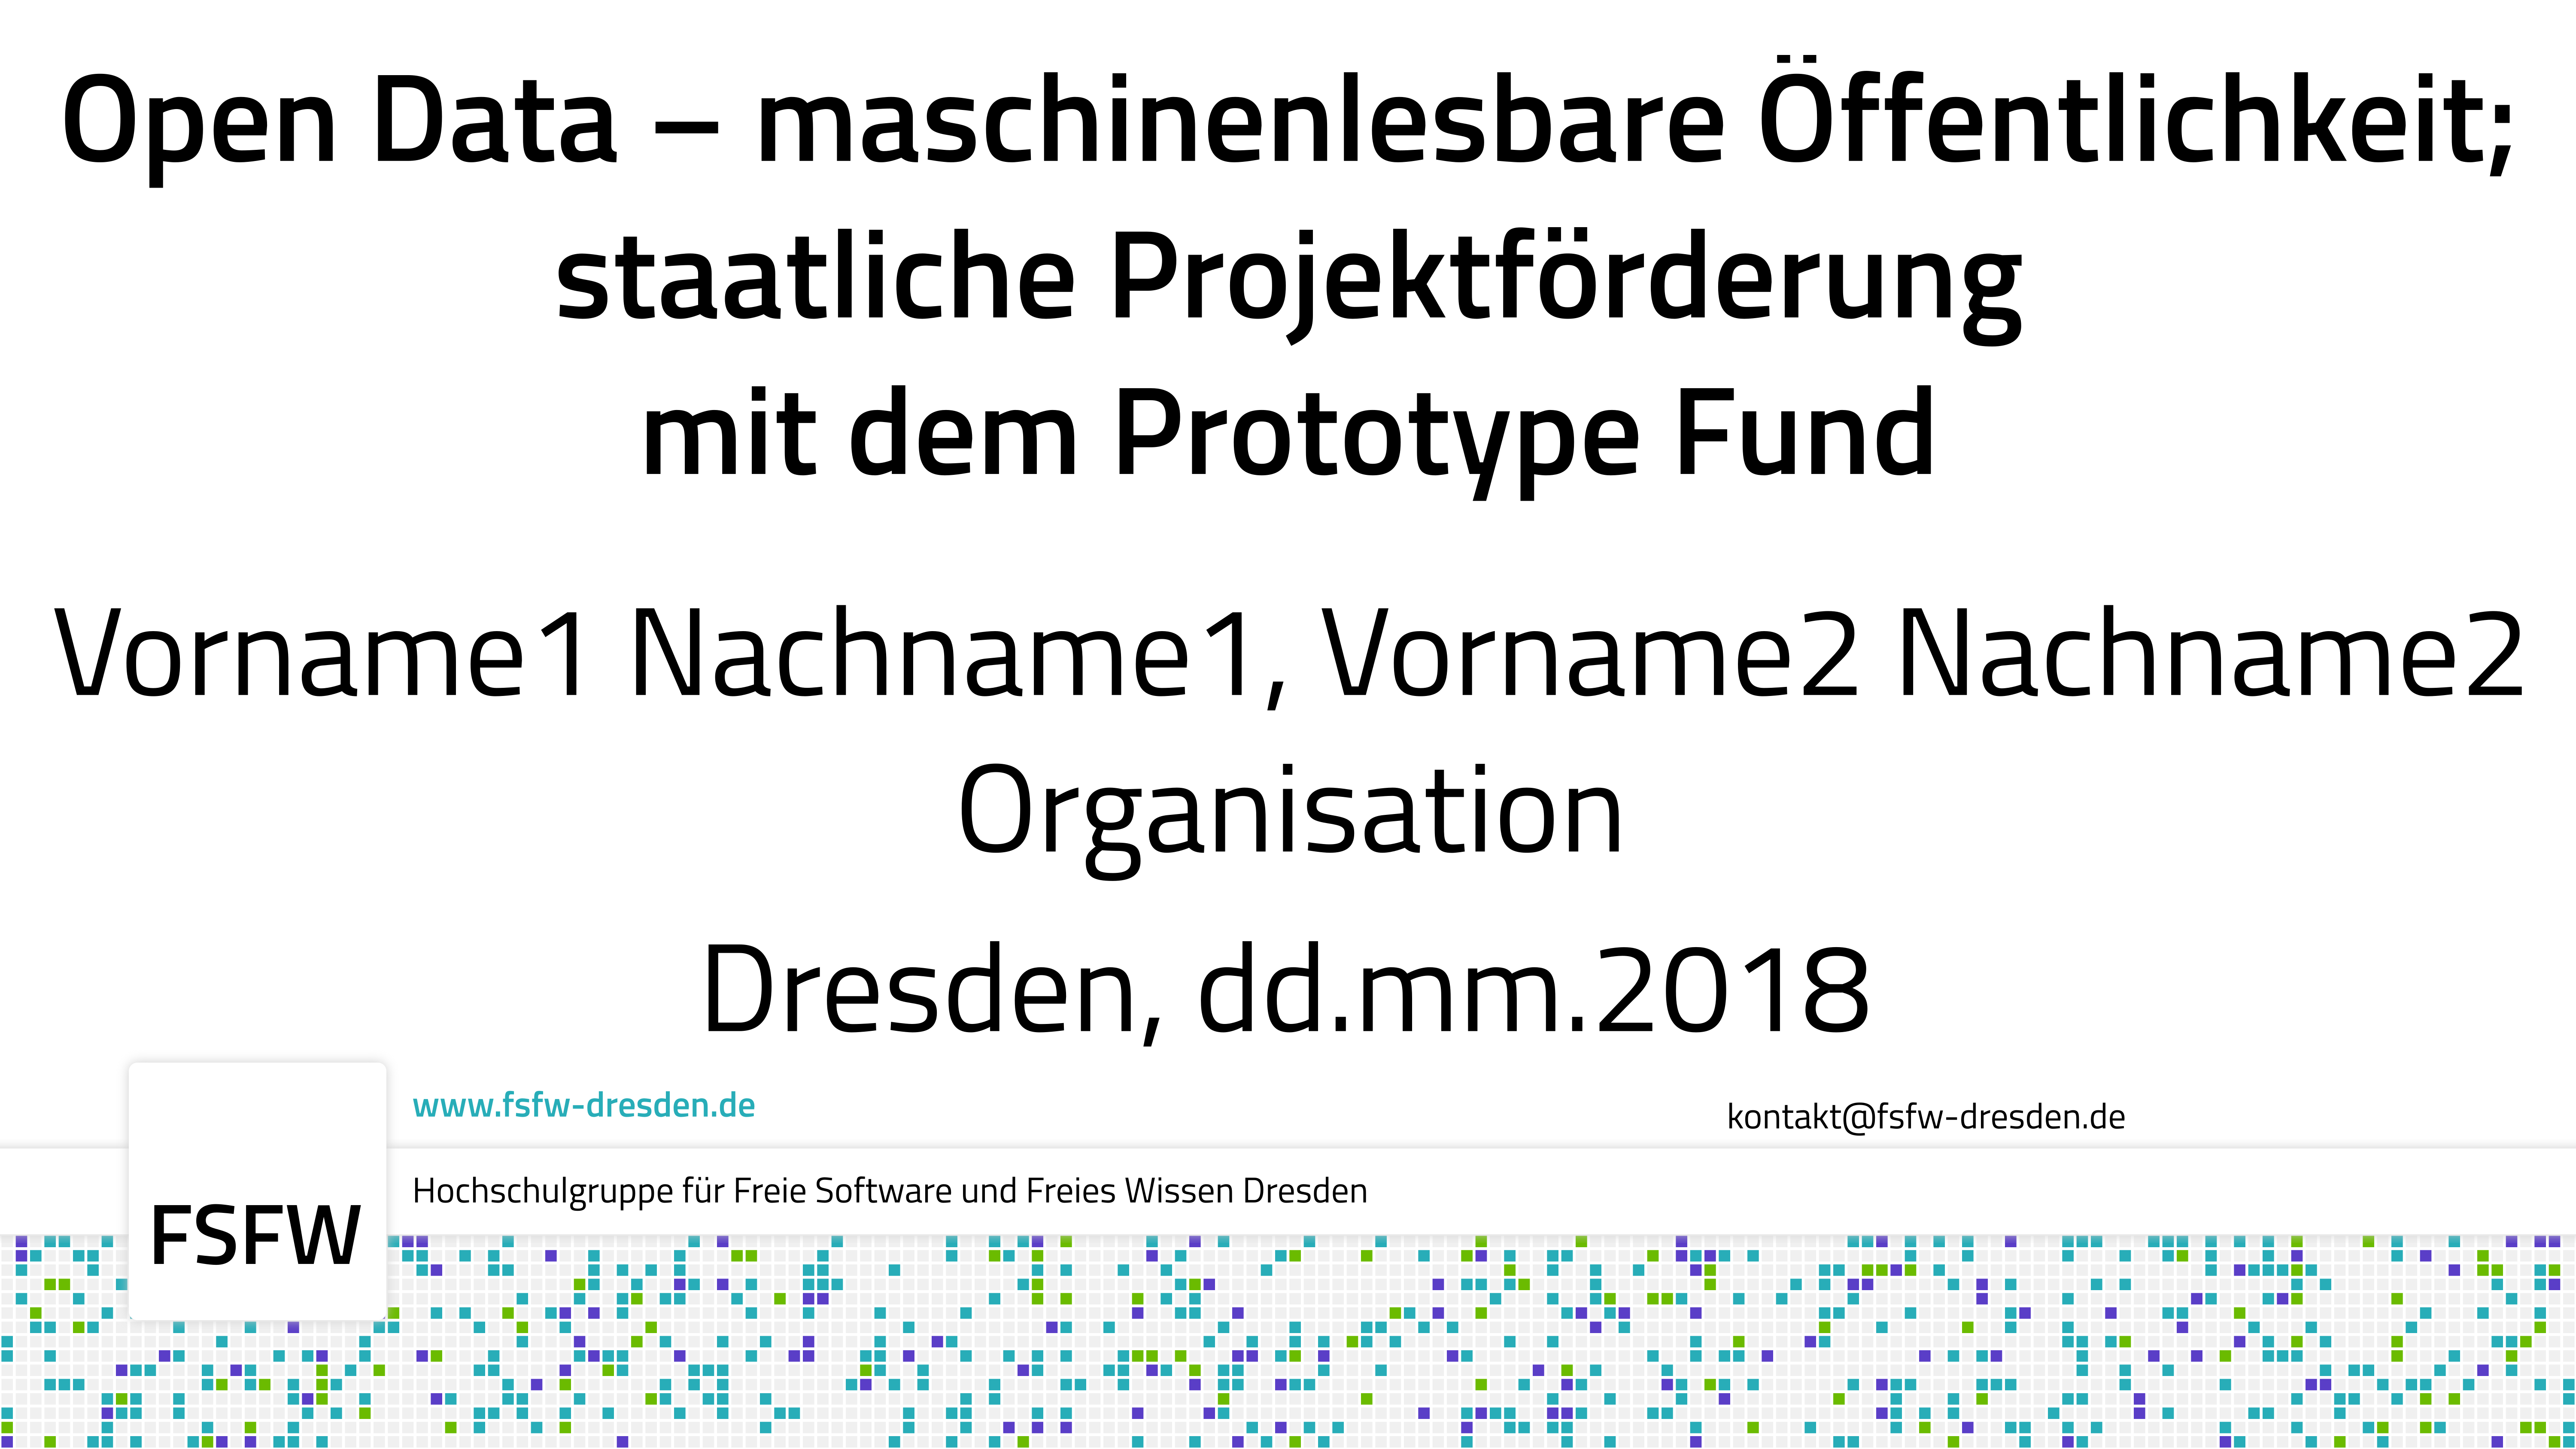 Open Data – maschinenlesbare Öffentlichkeit;
staatliche Projektförderung
mit dem Prototype Fund
Vorname1 Nachname1, Vorname2 Nachname2
Organisation
Dresden, dd.mm.2018
www.fsfw-dresden.de
kontakt@fsfw-dresden.de
Hochschulgruppe für Freie Software und Freies Wissen Dresden
FSFW